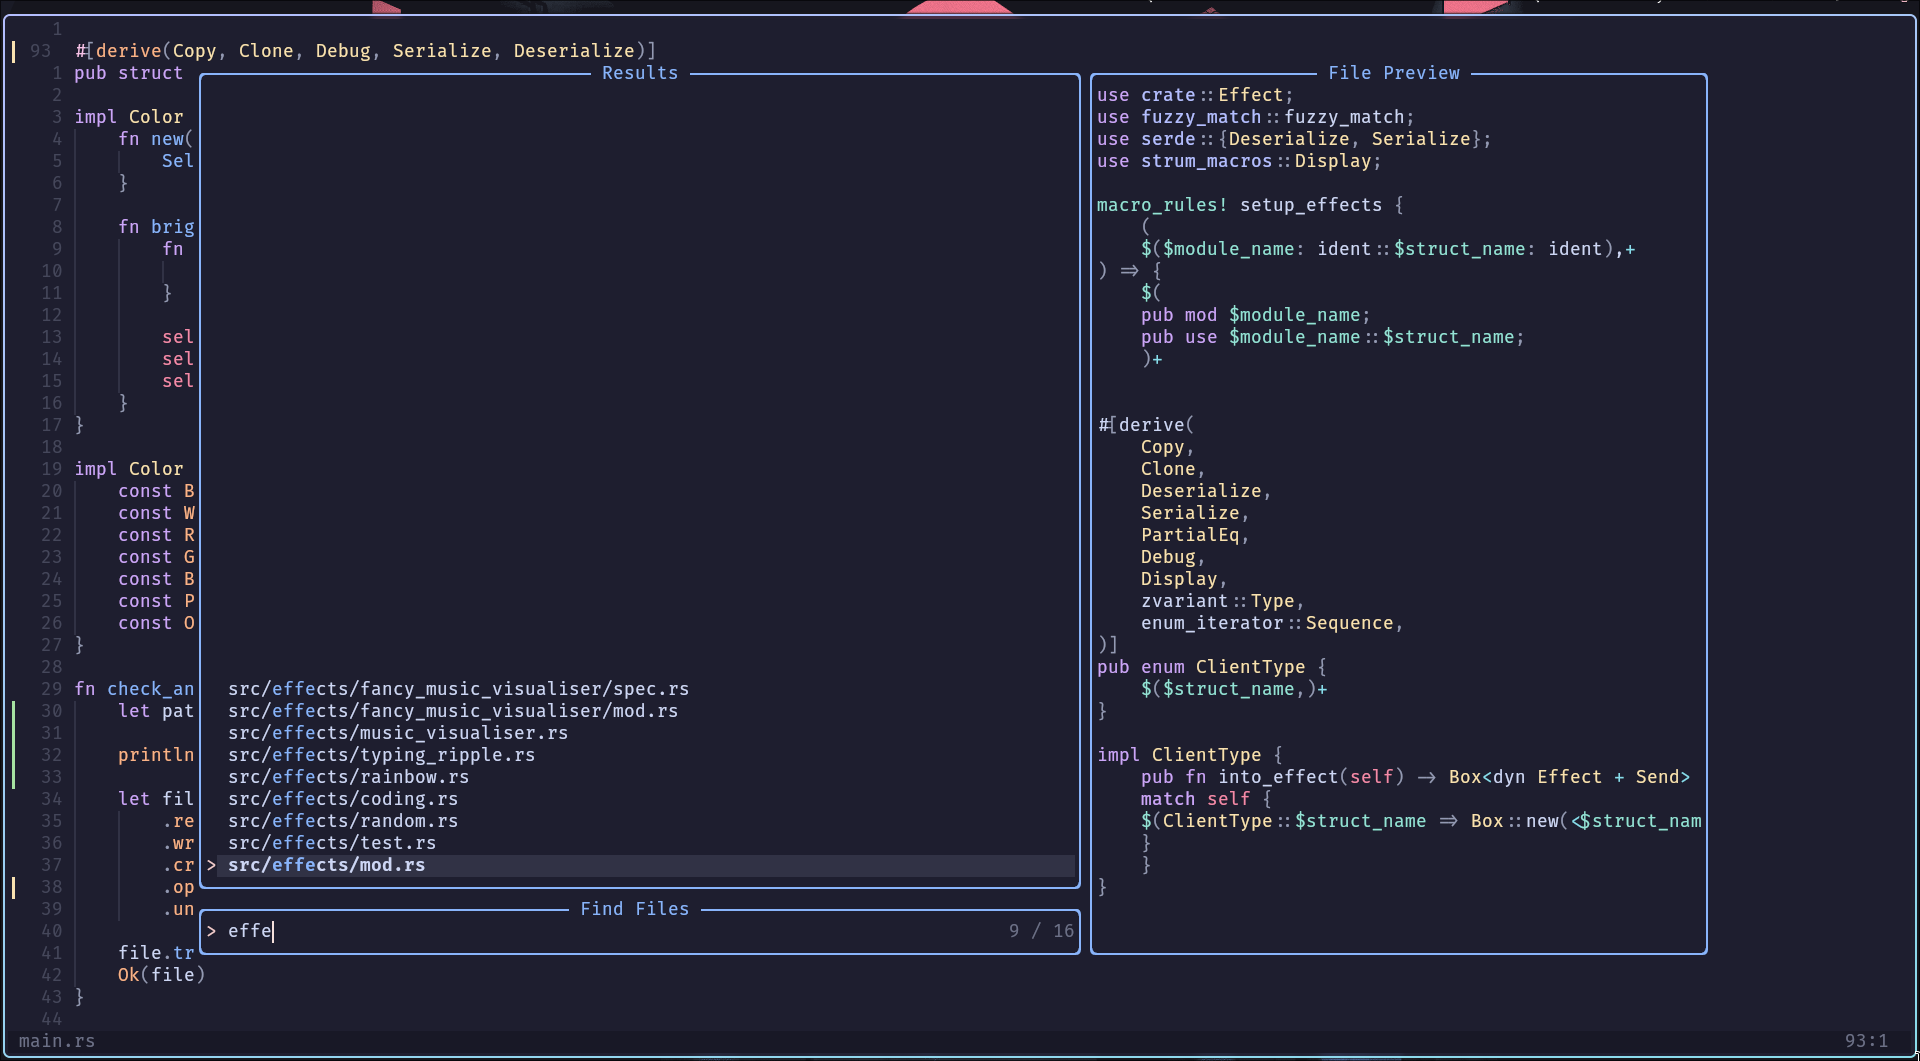 1
93 #[derive(Copy, Clone, Debug, Serialize, Deserialize)]
1 pub struct
2
3 impl Color
4     fn new(
5         Sel
6     }
7
8     fn brig
9         fn
10
11         }
12
13         sel
14         sel
15         sel
16     }
17 }
18
19 impl Color
20     const B
21     const W
22     const R
23     const G
24     const B
25     const P
26     const O
27 }
28
29 fn check_an
30     let pat
31
32     println
33
34     let fil
35         .re
36         .wr
37         .cr
38         .op
39         .un
40
41     file.tr
42     Ok(file)
43 }
44
Results
src/effects/fancy_music_visualiser/spec.rs
src/effects/fancy_music_visualiser/mod.rs
src/effects/music_visualiser.rs
src/effects/typing_ripple.rs
src/effects/rainbow.rs
src/effects/coding.rs
src/effects/random.rs
src/effects/test.rs
> src/effects/mod.rs
Find Files
> effe 9 / 16
File Preview
use crate::Effect;
use fuzzy_match::fuzzy_match;
use serde::{Deserialize, Serialize};
use strum_macros::Display;
macro_rules! setup_effects {
    (
    $($module_name: ident::$struct_name: ident),+
) => {
    $(
    pub mod $module_name;
    pub use $module_name::$struct_name;
    )+
#[derive(
    Copy,
    Clone,
    Deserialize,
    Serialize,
    PartialEq,
    Debug,
    Display,
    zvariant::Type,
    enum_iterator::Sequence,
)]
pub enum ClientType {
    $($struct_name,)+
}
impl ClientType {
    pub fn into_effect(self) -> Box<dyn Effect + Send>
    match self {
    $(ClientType::$struct_name => Box::new(<$struct_nam
    }
    }
}
main.rs 93:1